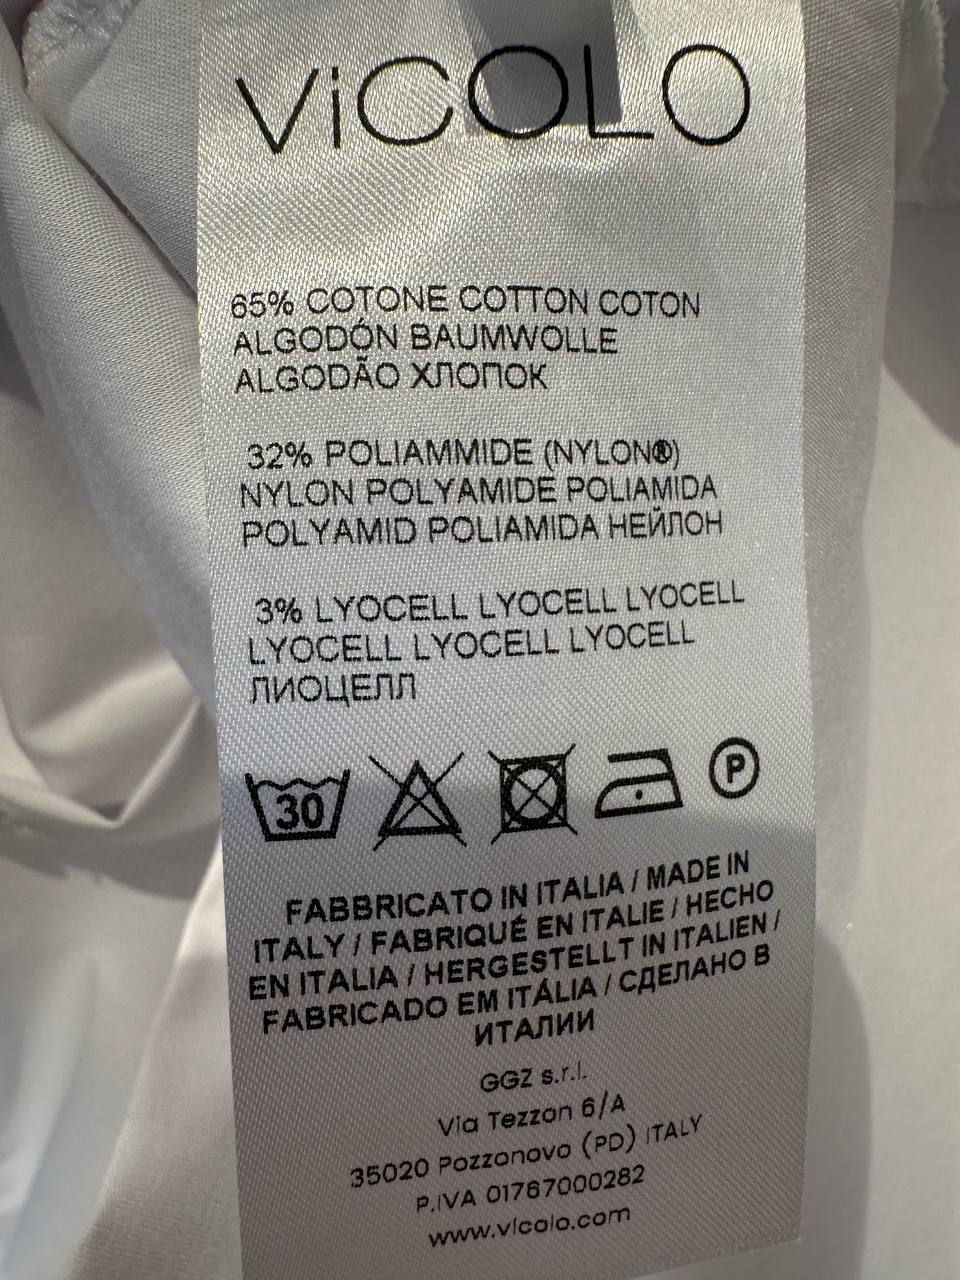 ViCOLO
65% COTONE COTTON COTON
ALGODÓN BAUMWOLLE
ALGODÃO ХЛОПОК
32% POLIAMMIDE (NYLON®)
NYLON POLYAMIDE POLIAMIDA
POLYAMID POLIAMIDA НЕЙЛОН
3% LYOCELL LYOCELL LYOCELL
LYOCELL LYOCELL LYOCELL
ЛИОЦЕЛЛ
30
P
FABBRICATO IN ITALIA / MADE IN
ITALY / FABRIQUÉ EN ITALIE / HECHO
EN ITALIA / HERGESTELLT IN ITALIEN /
FABRICADO EM ITÁLIA / СДЕЛАНО В
ИТАЛИИ
GGZ s.r.l.
Via Tezzon 6/A
35020 Pozzonovo (PD) ITALY
P.IVA 01767000282
www.vicolo.com